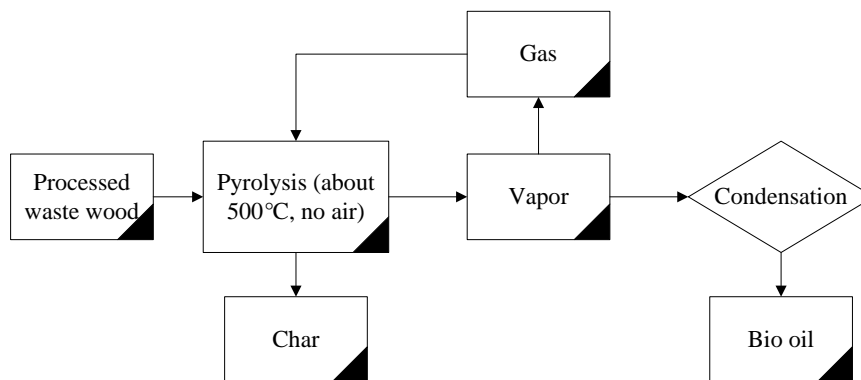 Gas
Processed
waste wood
Pyrolysis (about
500℃, no air)
Vapor
Condensation
Char
Bio oil